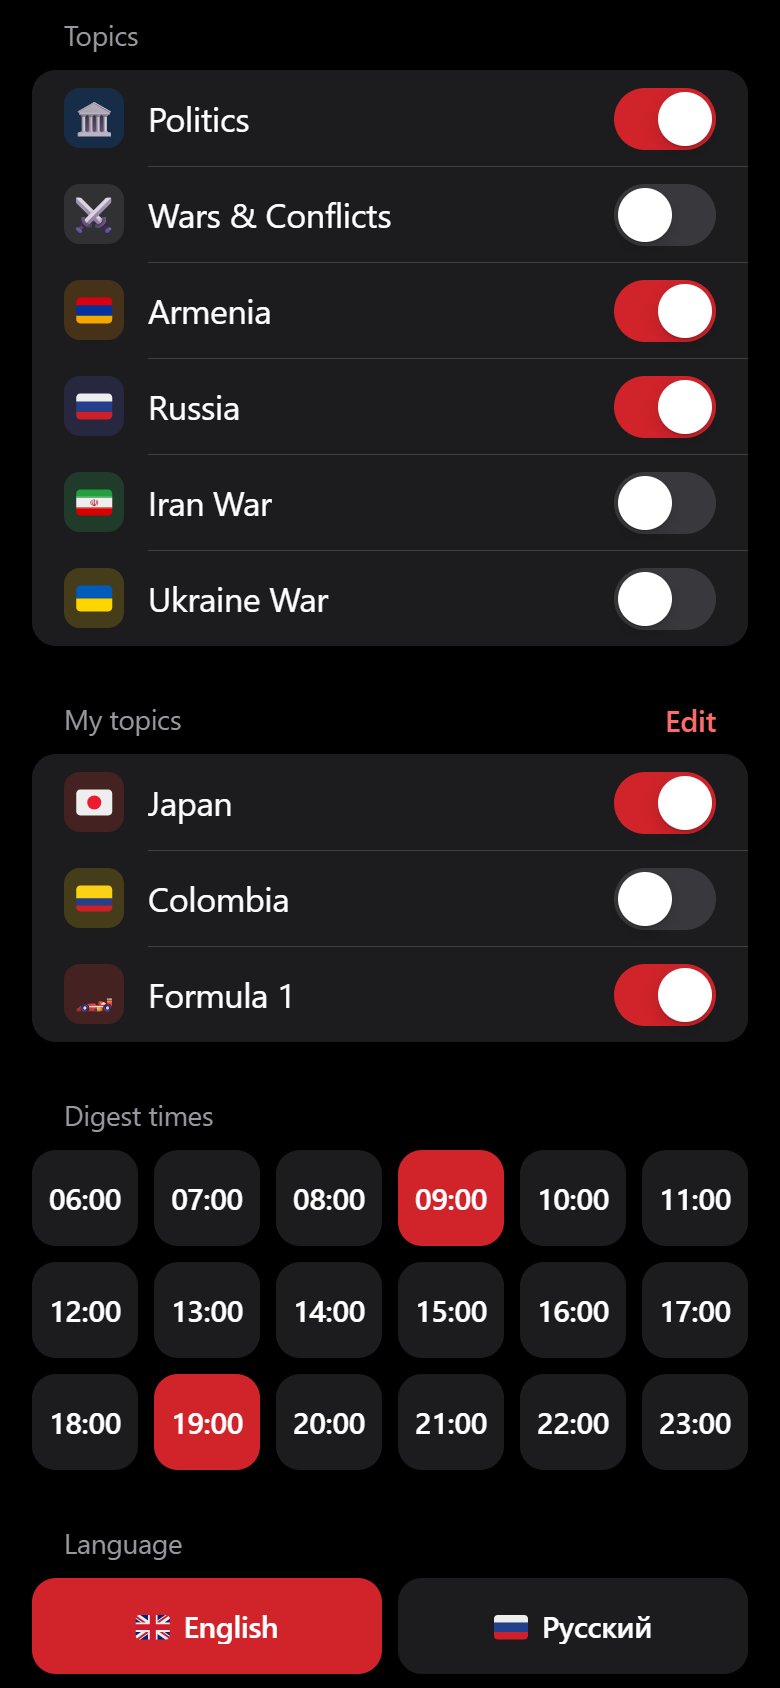 Topics
Politics
Wars & Conflicts
Armenia
Russia
Iran War
Ukraine War
My topics Edit
Japan
Colombia
Formula 1
Digest times
06:00 07:00 08:00 09:00 10:00 11:00
12:00 13:00 14:00 15:00 16:00 17:00
18:00 19:00 20:00 21:00 22:00 23:00
Language
English Русский